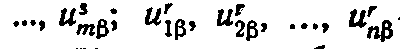 ..., u^s_{mβ}; u^r_{1β}, u^r_{2β}, ..., u^r_{nβ}